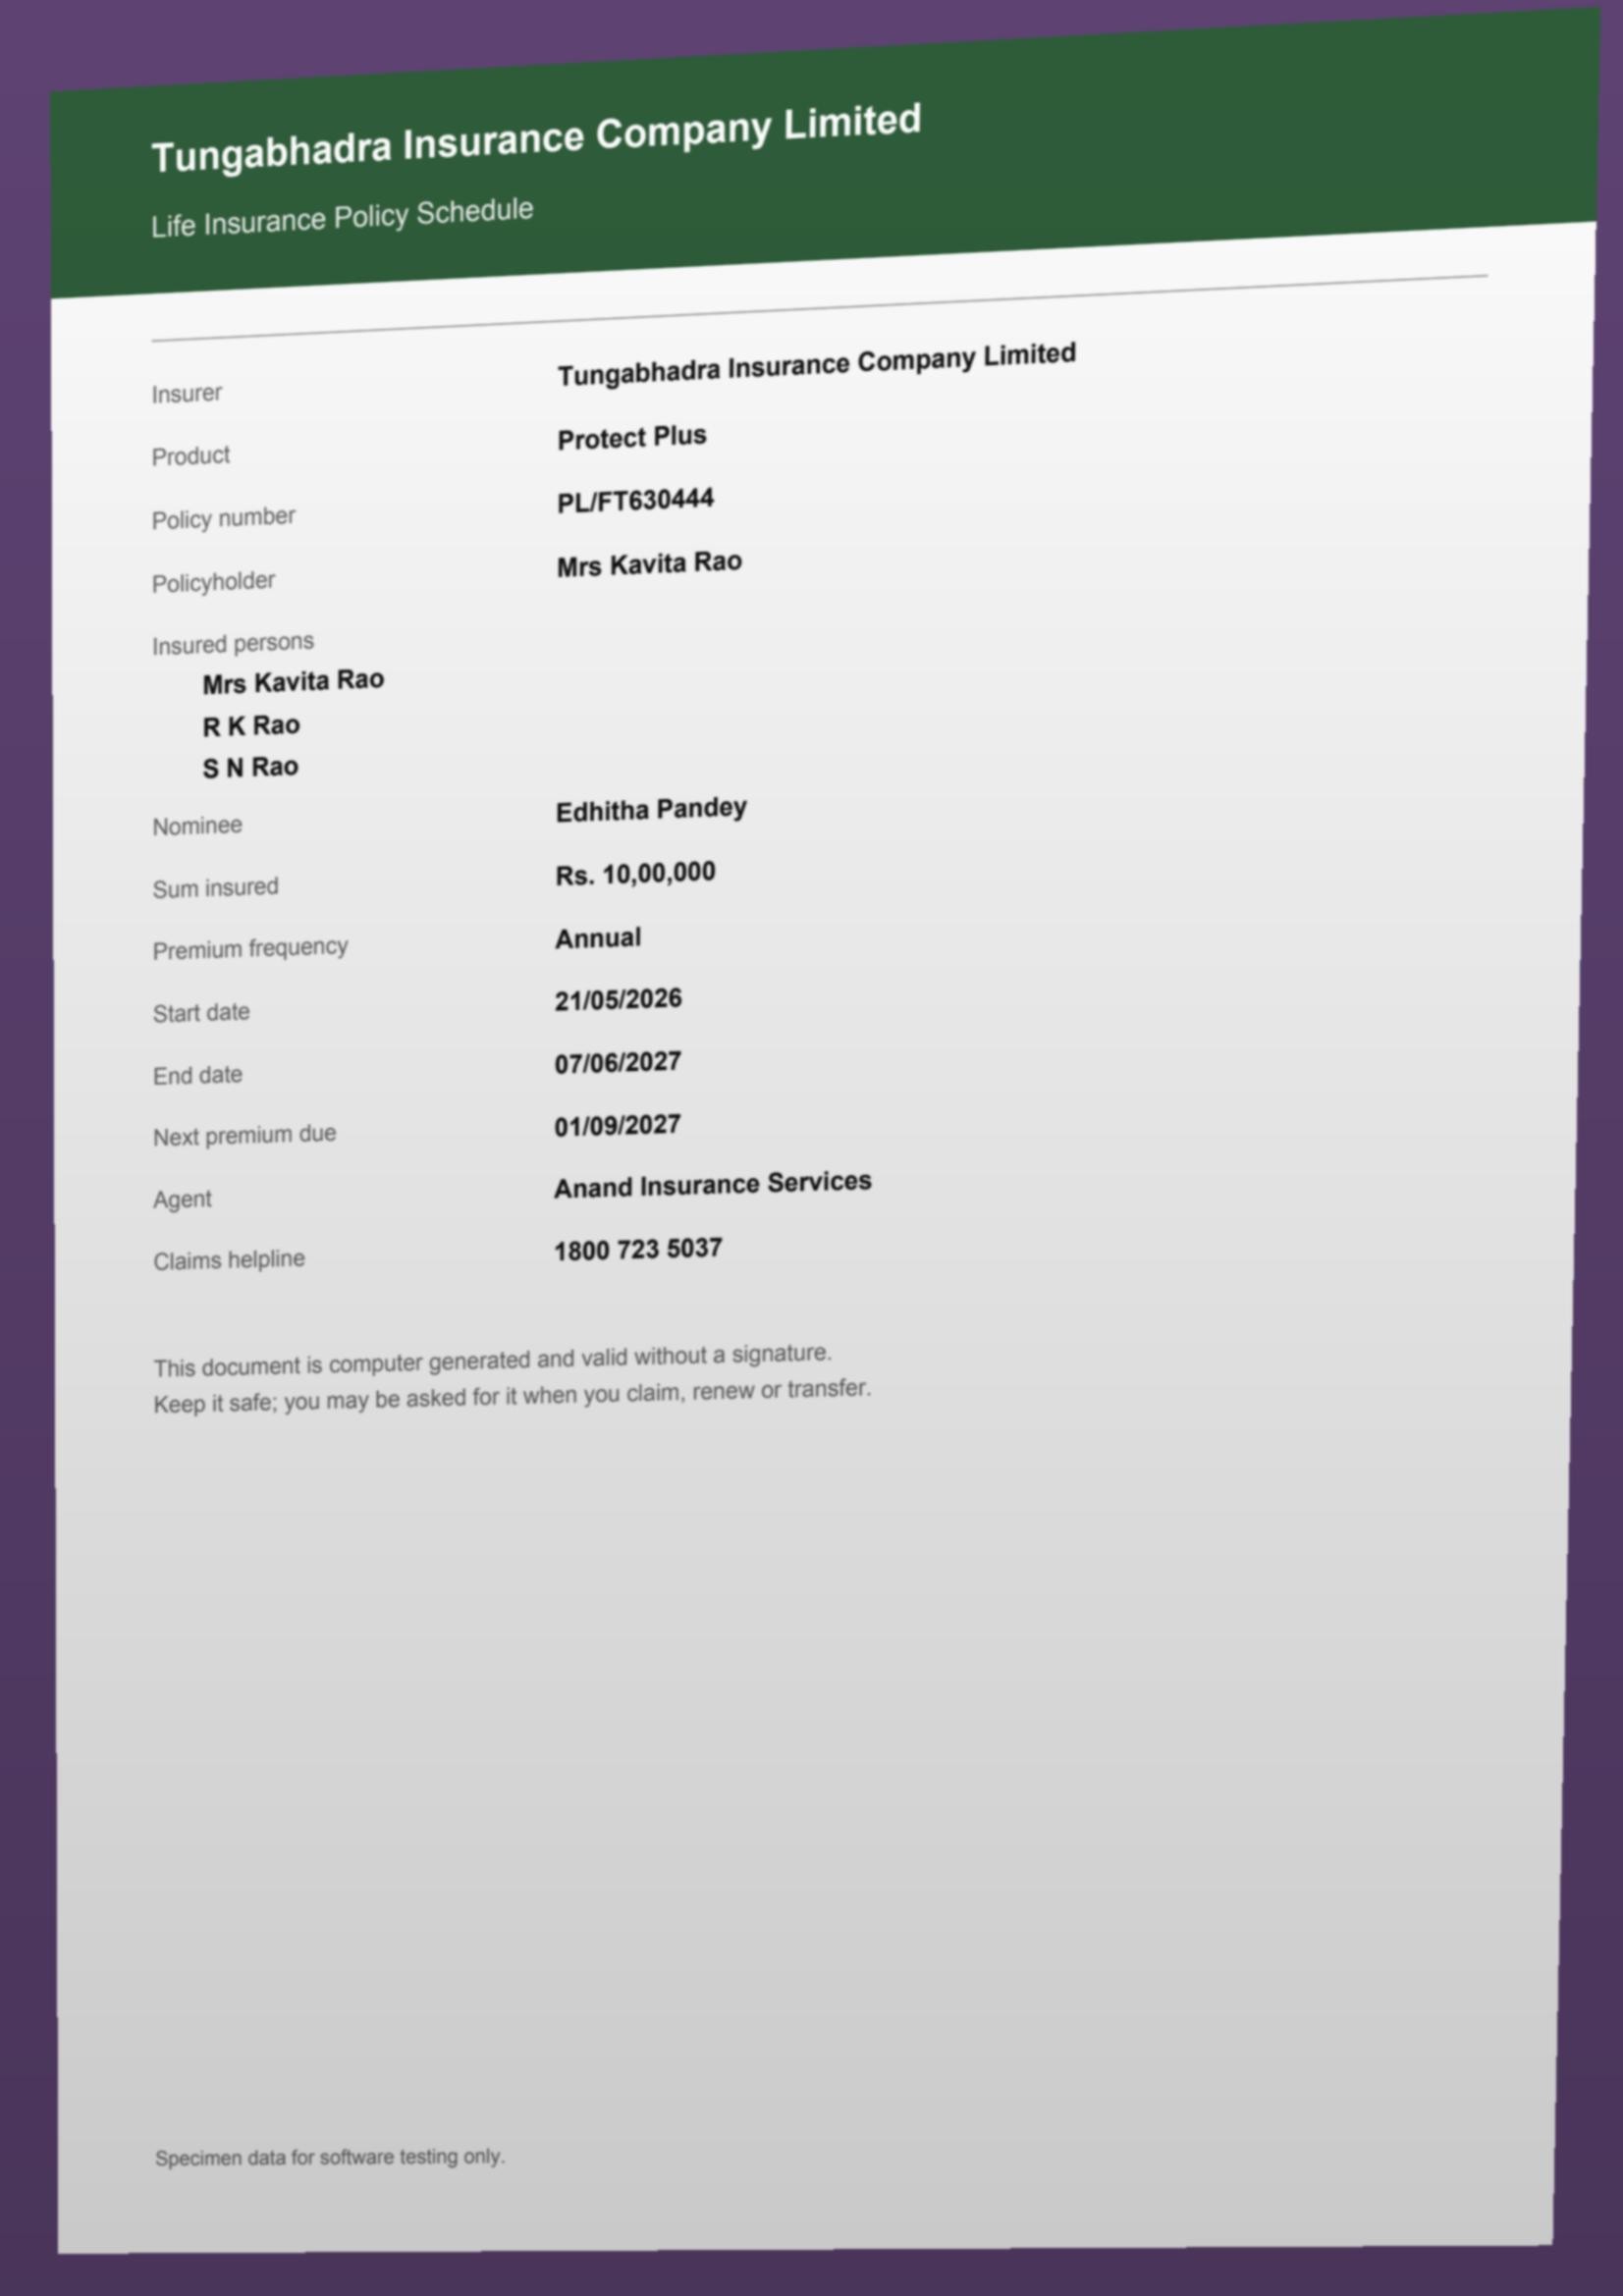 Tungabhadra Insurance Company Limited
Life Insurance Policy Schedule
Insurer Tungabhadra Insurance Company Limited
Product Protect Plus
Policy number PL/FT630444
Policyholder Mrs Kavita Rao
Insured persons
Mrs Kavita Rao
R K Rao
S N Rao
Nominee Edhitha Pandey
Sum insured Rs. 10,00,000
Premium frequency Annual
Start date 21/05/2026
End date 07/06/2027
Next premium due 01/09/2027
Agent Anand Insurance Services
Claims helpline 1800 723 5037
This document is computer generated and valid without a signature.
Keep it safe; you may be asked for it when you claim, renew or transfer.
Specimen data for software testing only.